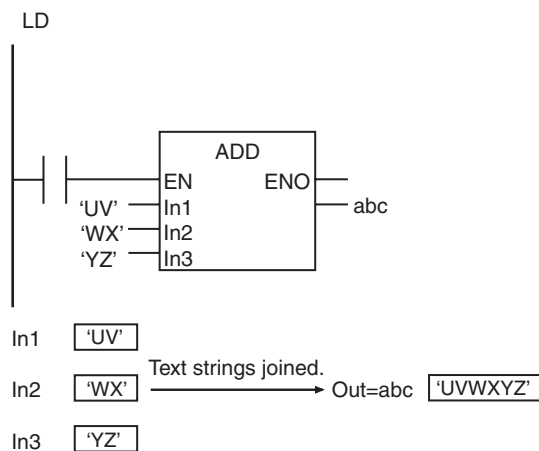 LD
ADD
EN ENO
‘UV’ In1 abc
‘WX’ In2
‘YZ’ In3
In1 ‘UV’
Text strings joined.
In2 ‘WX’ Out=abc ‘UVWXYZ’
In3 ‘YZ’